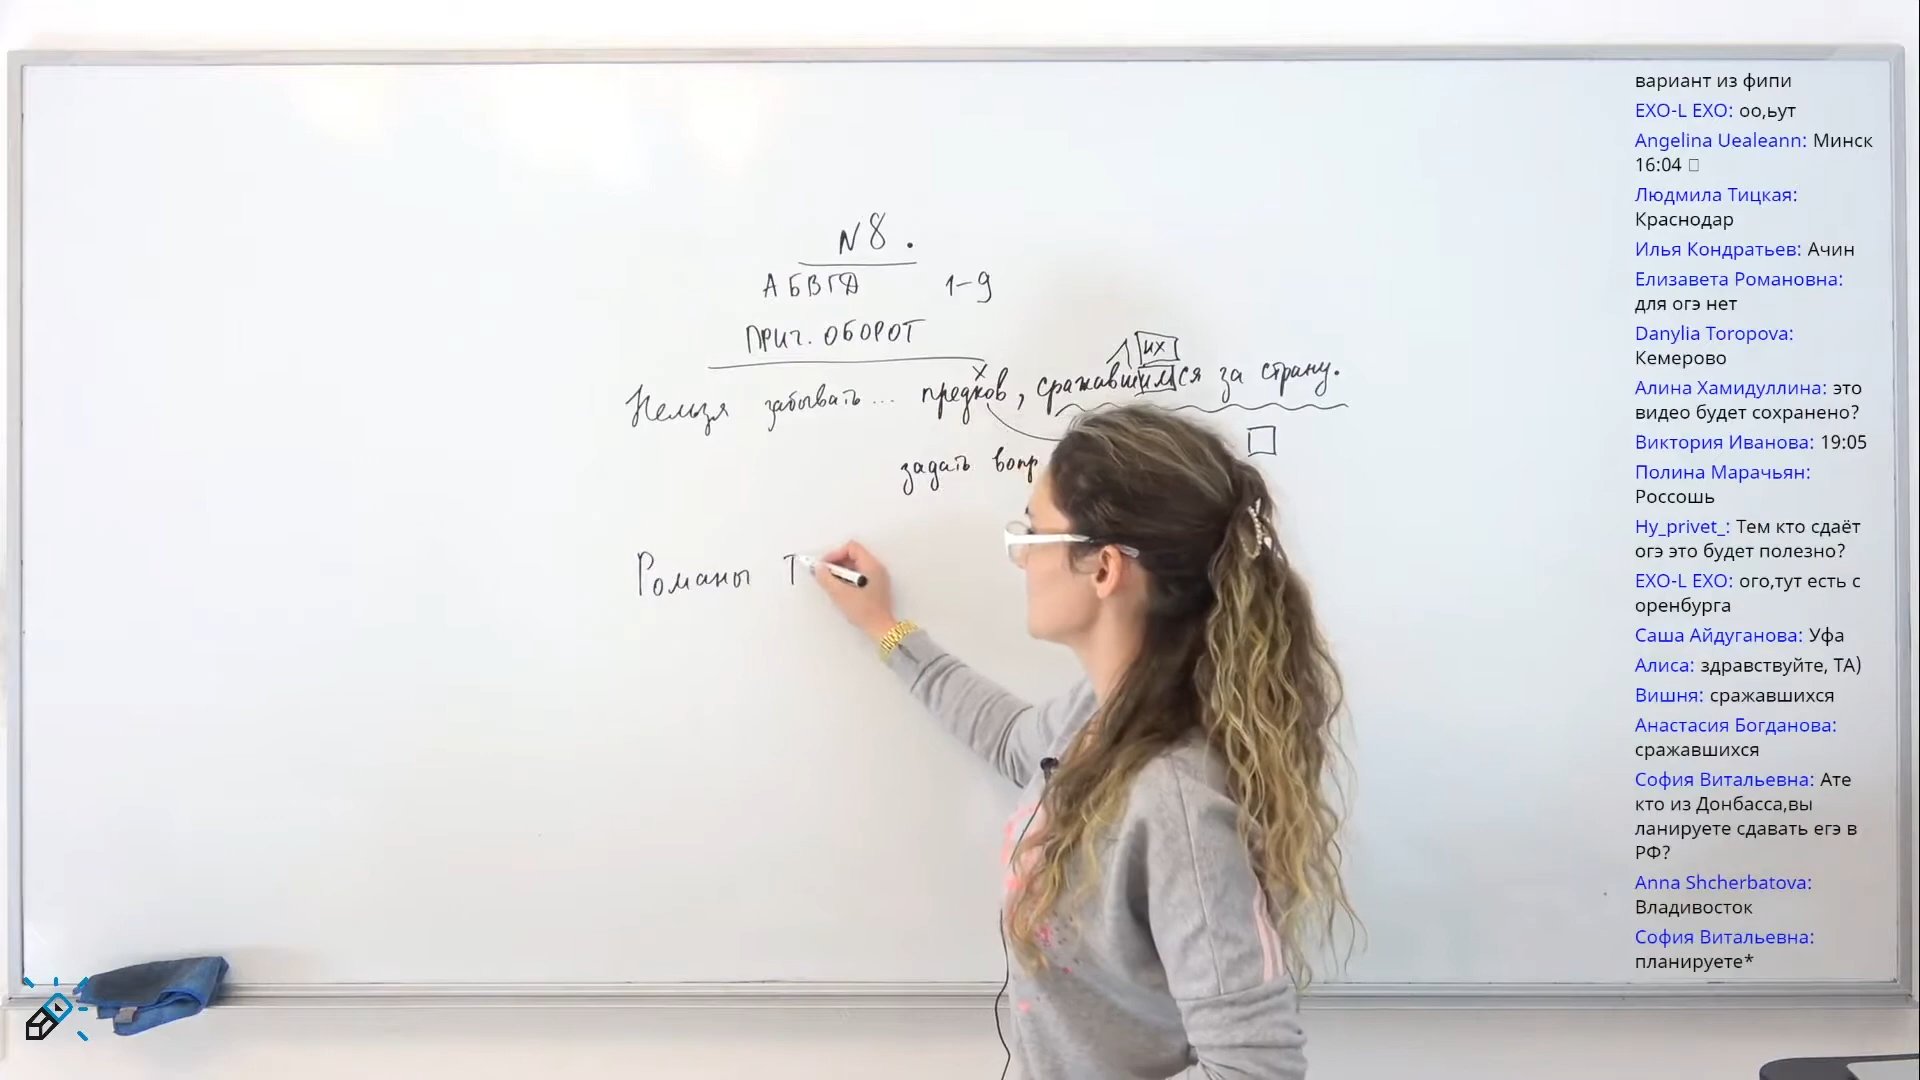 N8.
АБВГД 1-9
ПРИЧ. ОБОРОТ
их
Нельзя забывать... предков, сражавшимся за страну.
задать вопр
Романы Т
вариант из фипи
EXO-L EXO: оо,ьут
Angelina Uealeann: Минск
16:04
Людмила Тицкая:
Краснодар
Илья Кондратьев: Ачин
Елизавета Романовна:
для огэ нет
Danylia Toropova:
Кемерово
Алина Хамидуллина: это
видео будет сохранено?
Виктория Иванова: 19:05
Полина Марачьян:
Россошь
Hy_privet_: Тем кто сдаёт
огэ это будет полезно?
EXO-L EXO: ого,тут есть с
оренбурга
Саша Айдуганова: Уфа
Алиса: здравствуйте, ТА)
Вишня: сражавшихся
Анастасия Богданова:
сражавшихся
София Витальевна: Ате
кто из Донбасса,вы
ланируете сдавать егэ в
РФ?
Anna Shcherbatova:
Владивосток
София Витальевна:
планируете*